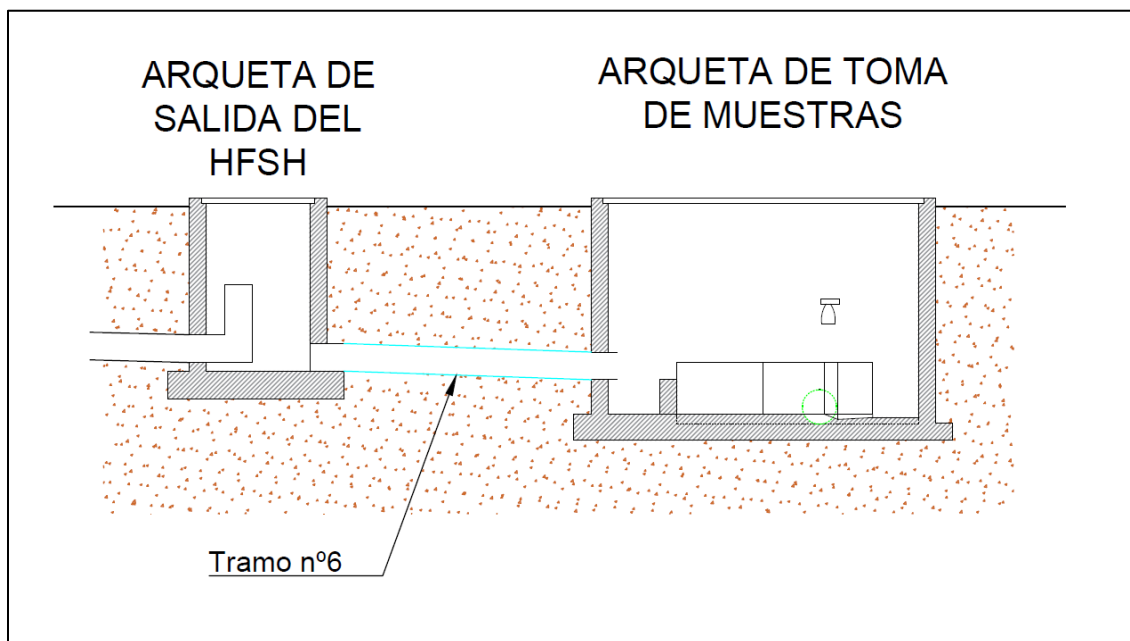 ARQUETA DE
SALIDA DEL
HFSH
ARQUETA DE TOMA
DE MUESTRAS
Tramo nº6